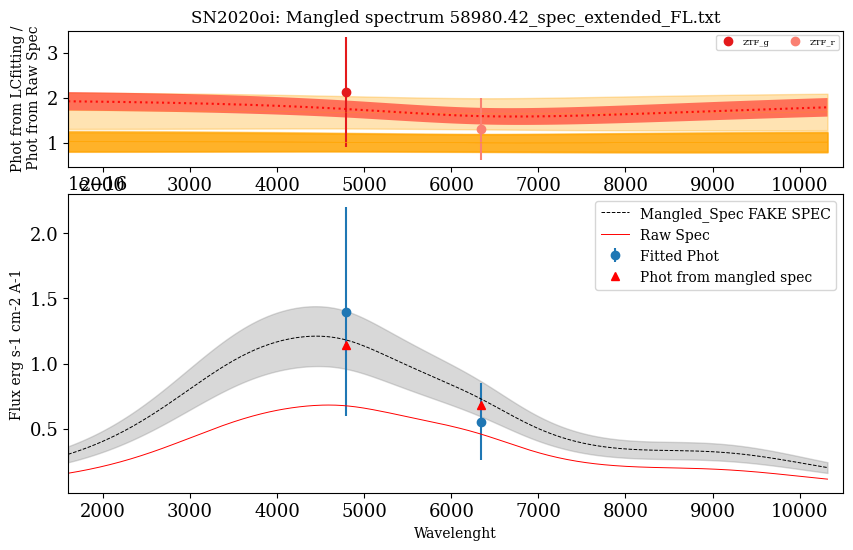 SN2020oi: Mangled spectrum 58980.42_spec_extended_FL.txt
Phot from LCfitting /
Phot from Raw Spec
3
2
1
ZTF_g ZTF_r
2000 3000 4000 5000 6000 7000 8000 9000 10000
1e−16
Flux erg s-1 cm-2 A-1
2.0
1.5
1.0
0.5
Mangled_Spec FAKE SPEC
Raw Spec
Fitted Phot
Phot from mangled spec
2000 3000 4000 5000 6000 7000 8000 9000 10000
Wavelenght